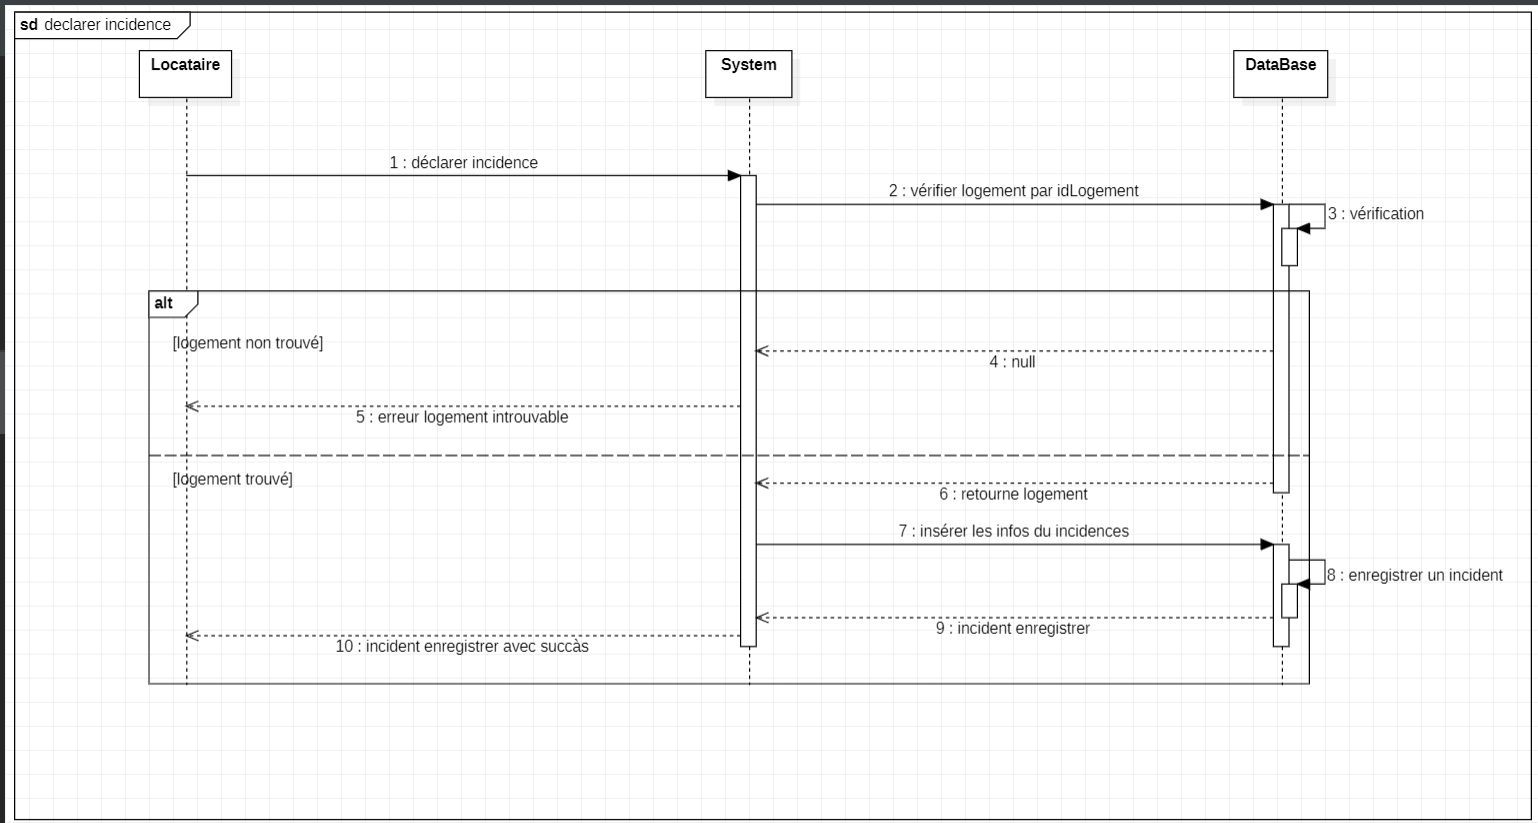 sd declarer incidence
Locataire
System
DataBase
1 : déclarer incidence
2 : vérifier logement par idLogement
3 : vérification
alt
[logement non trouvé]
4 : null
5 : erreur logement introuvable
[logement trouvé]
6 : retourne logement
7 : insérer les infos du incidences
8 : enregistrer un incident
9 : incident enregistrer
10 : incident enregistrer avec succàs